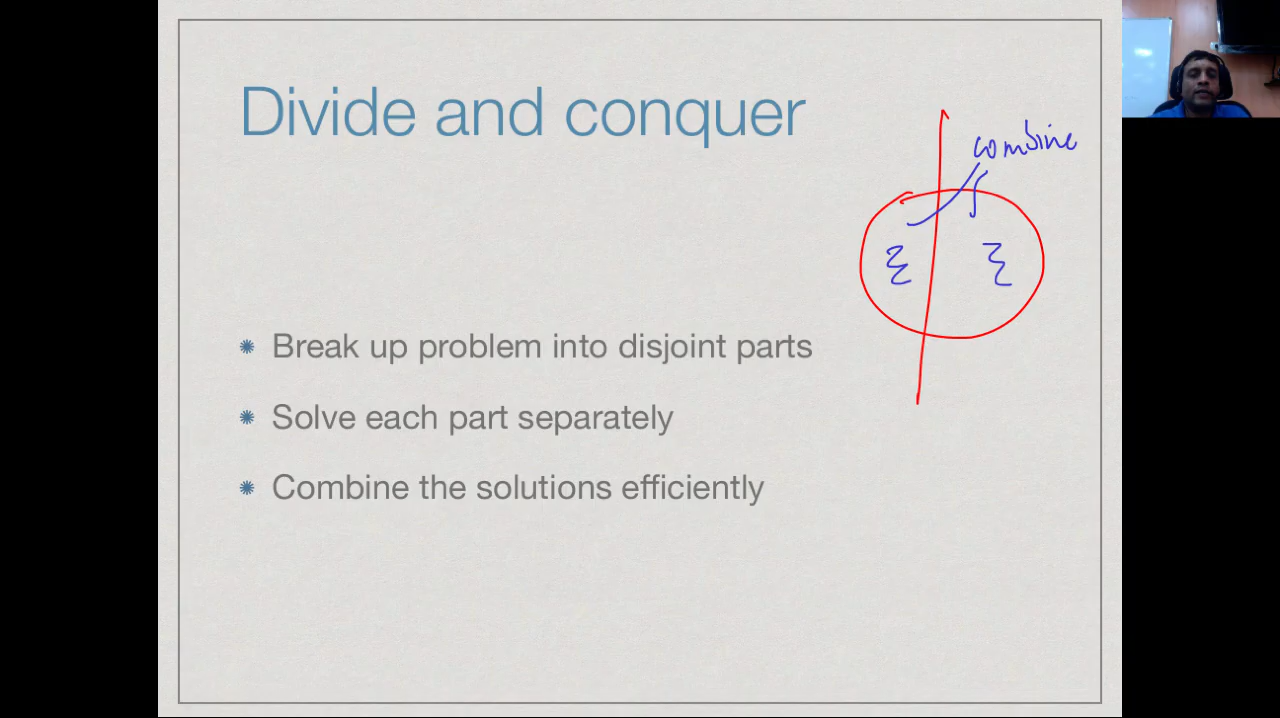 Divide and conquer
combine
Break up problem into disjoint parts
Solve each part separately
Combine the solutions efficiently